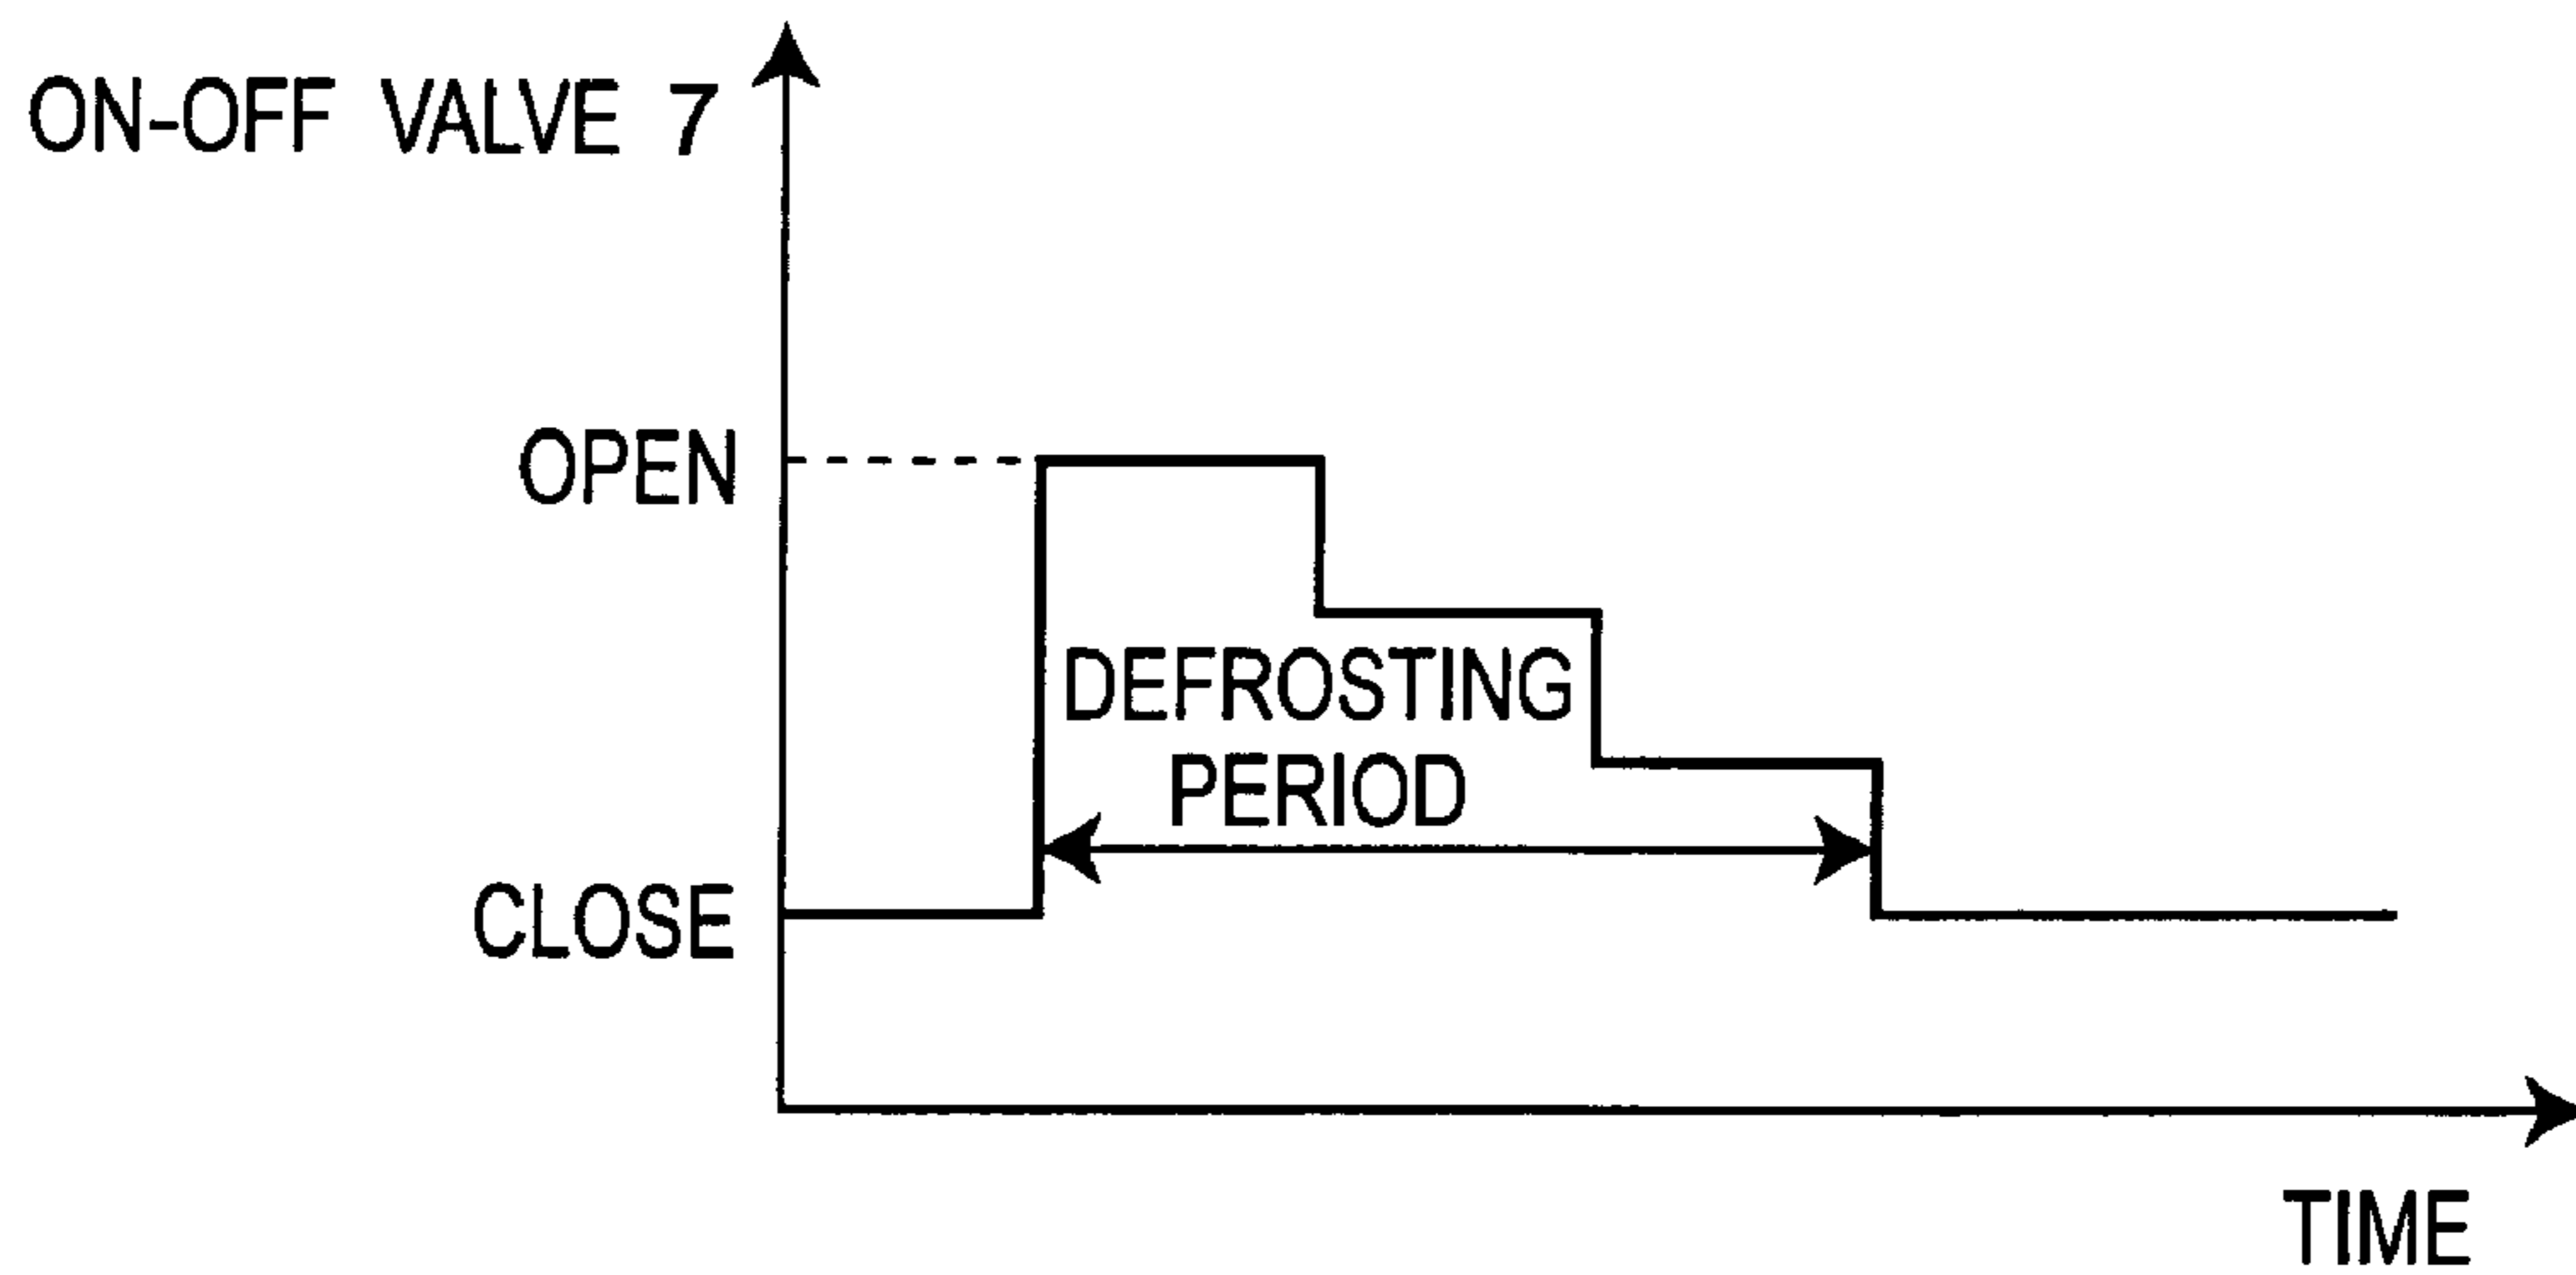 ON-OFF VALVE 7
OPEN
DEFROSTING
PERIOD
CLOSE
TIME